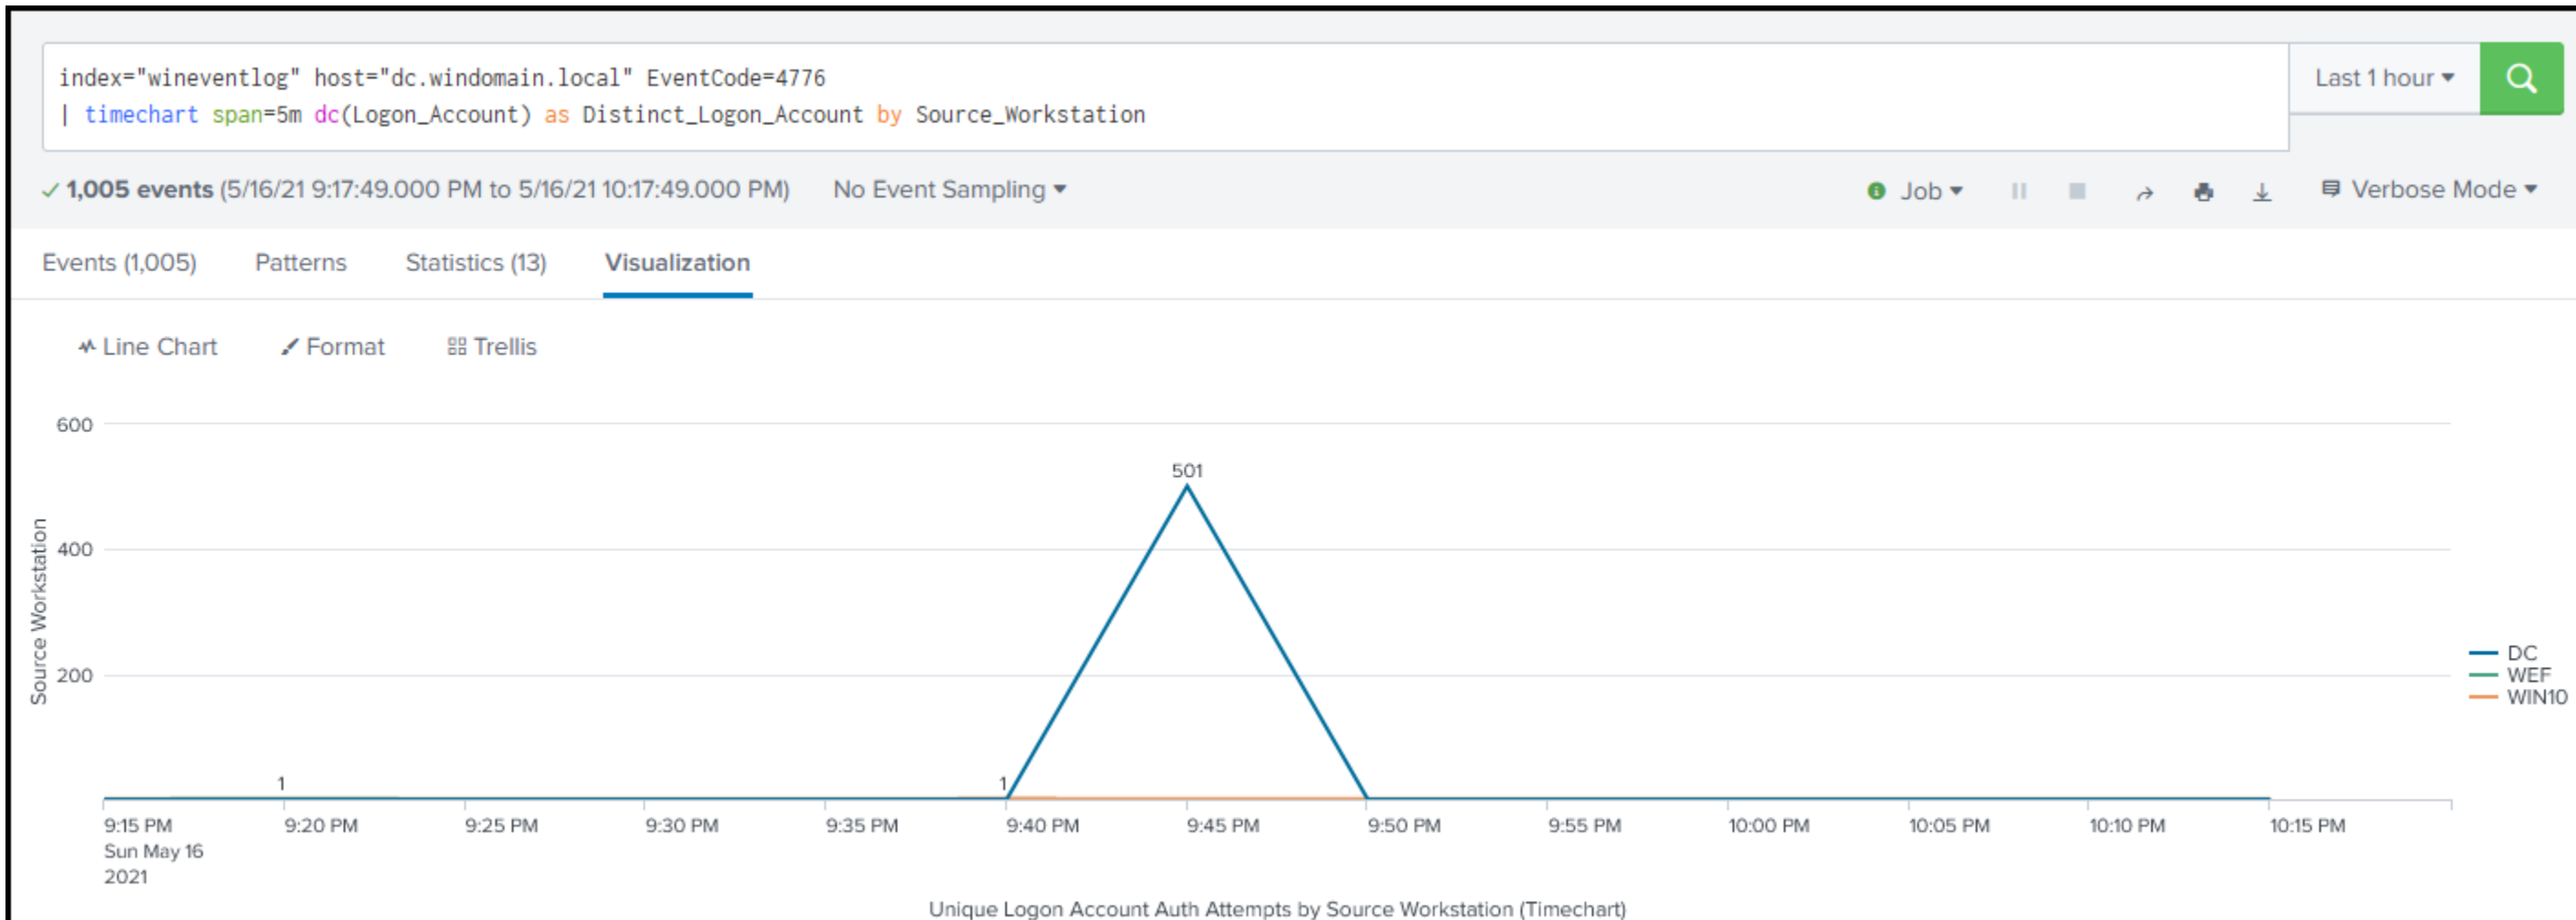 index="wineventlog" host="dc.windomain.local" EventCode=4776
| timechart span=5m dc(Logon_Account) as Distinct_Logon_Account by Source_Workstation
Last 1 hour
1,005 events (5/16/21 9:17:49.000 PM to 5/16/21 10:17:49.000 PM)
No Event Sampling
Job
Verbose Mode
Events (1,005)
Patterns
Statistics (13)
Visualization
Line Chart
Format
Trellis
Source Workstation
600
400
200
501
1
1
9:15 PM
Sun May 16
2021
9:20 PM
9:25 PM
9:30 PM
9:35 PM
9:40 PM
9:45 PM
9:50 PM
9:55 PM
10:00 PM
10:05 PM
10:10 PM
10:15 PM
DC
WEF
WIN10
Unique Logon Account Auth Attempts by Source Workstation (Timechart)